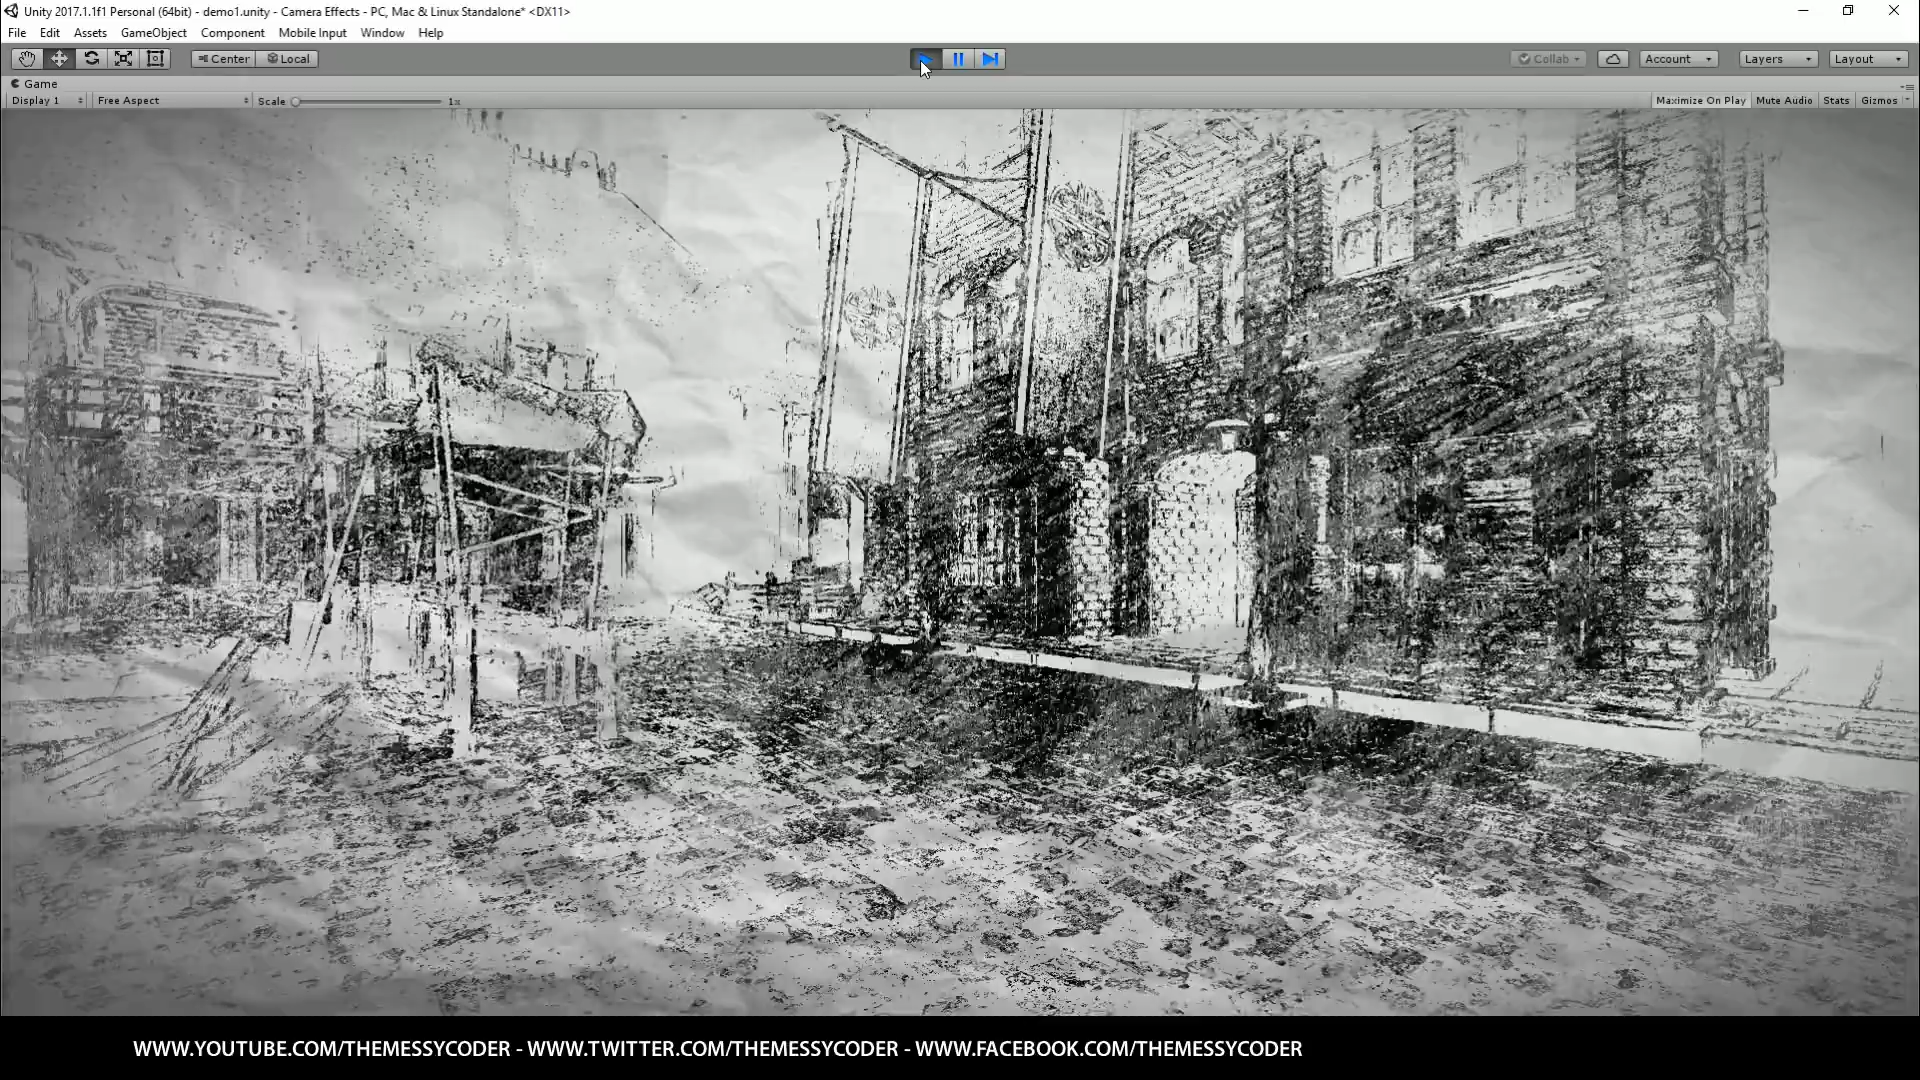 Unity 2017.1.1f1 Personal (64bit) - demo1.unity - Camera Effects - PC, Mac & Linux Standalone* <DX11>
File Edit Assets GameObject Component Mobile Input Window Help
Center Local Collab Account Layers Layout
Game
Display 1 Free Aspect Scale 1x Maximize On Play Mute Audio Stats Gizmos
WWW.YOUTUBE.COM/THEMESSYCODER - WWW.TWITTER.COM/THEMESSYCODER - WWW.FACEBOOK.COM/THEMESSYCODER